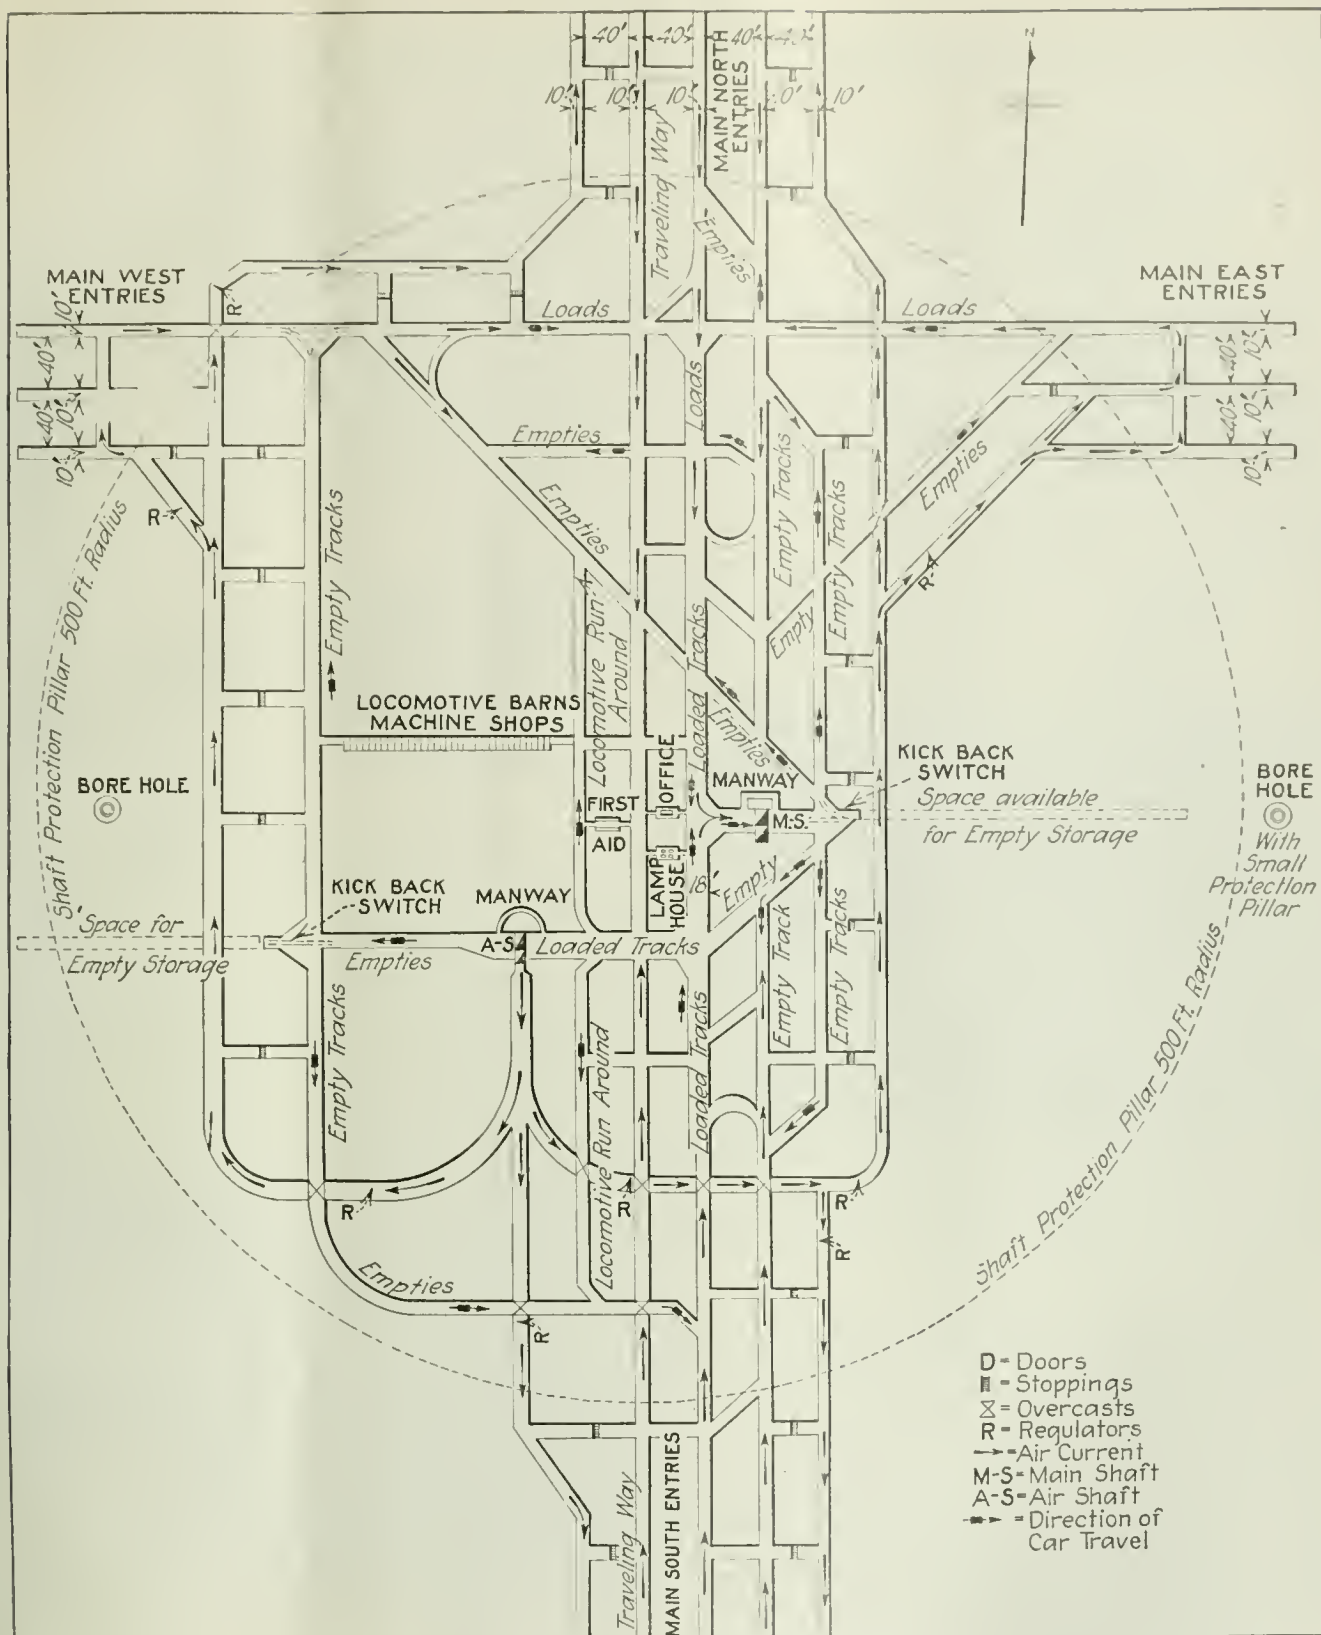 40' 40' 40'
N
10' 10' 10' 10'
MAIN NORTH
ENTRIES
Traveling Way
Empties
MAIN WEST
ENTRIES
MAIN EAST
ENTRIES
R
Loads
Loads
10'
40'
10'
40'
10'
40'
10'
40'
10'
10'
Loads
Empties
Empties
Empties
R
Empty Tracks
Empty Tracks
Empty Tracks
R
Shaft Protection Pillar 500 Ft. Radius
Locomotive Run-
Around
Empty
Loaded Tracks
LOCOMOTIVE BARNS
MACHINE SHOPS
Empties
OFFICE
MANWAY
KICK BACK
SWITCH
BORE HOLE
BORE
HOLE
With
Small
Protection
Pillar
FIRST
AID
M-S.
Space available
for Empty Storage
LAMP
HOUSE
18'
Empty
KICK BACK
SWITCH
MANWAY
Space for
Empty Storage
A-S
Loaded Tracks
Empties
Empty Tracks
Locomotive Run Around
Loaded Tracks
Empty Track
Empty Tracks
Shaft Protection Pillar 500 Ft. Radius
R
R
R
R
Empties
R
D = Doors
= Stoppings
= Overcasts
R = Regulators
= Air Current
M-S = Main Shaft
A-S = Air Shaft
= Direction of
Car Travel
Traveling Way
MAIN SOUTH ENTRIES